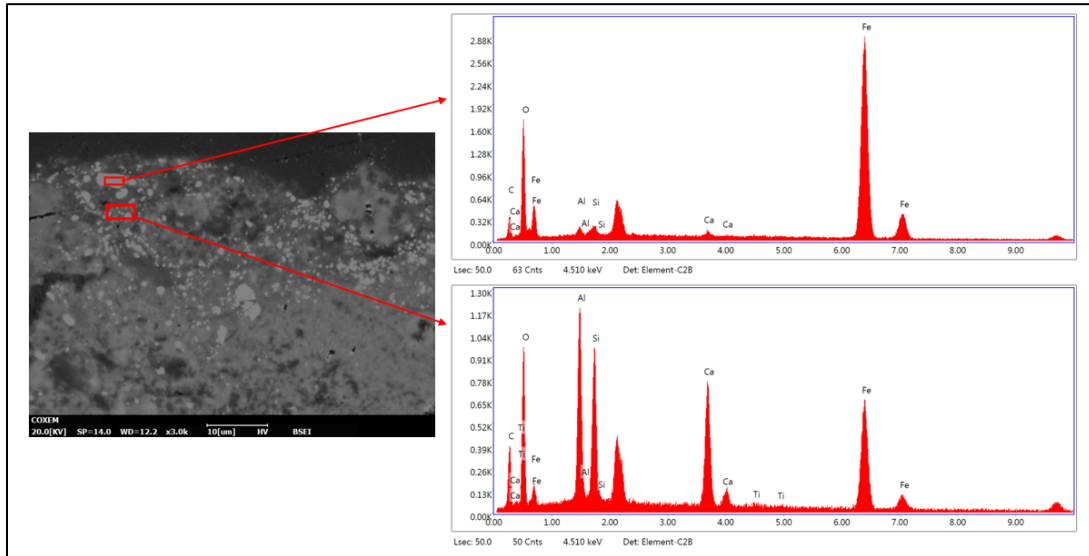 COXEM
20.0[KV] SP=14.0 WD=12.2 x3.0k 10[um] HV BSEI
2.88K
2.56K
2.24K
1.92K
1.60K
1.28K
0.96K
0.64K
0.32K
0.00K
C
Ca
Ca
O
Fe
Fe
Al
Al
Si
Si
Ca
Ca
Fe
Fe
0.00 1.00 2.00 3.00 4.00 5.00 6.00 7.00 8.00 9.00
Lsec: 50.0 63 Cnts 4.510 keV Det: Element-C2B
1.30K
1.17K
1.04K
0.91K
0.78K
0.65K
0.52K
0.39K
0.26K
0.13K
0.00K
C
Ca
Ca
O
Ti
Ti
Fe
Fe
Al
Al
Si
Si
Ca
Ca
Ti
Ti
Fe
Fe
0.00 1.00 2.00 3.00 4.00 5.00 6.00 7.00 8.00 9.00
Lsec: 50.0 50 Cnts 4.510 keV Det: Element-C2B